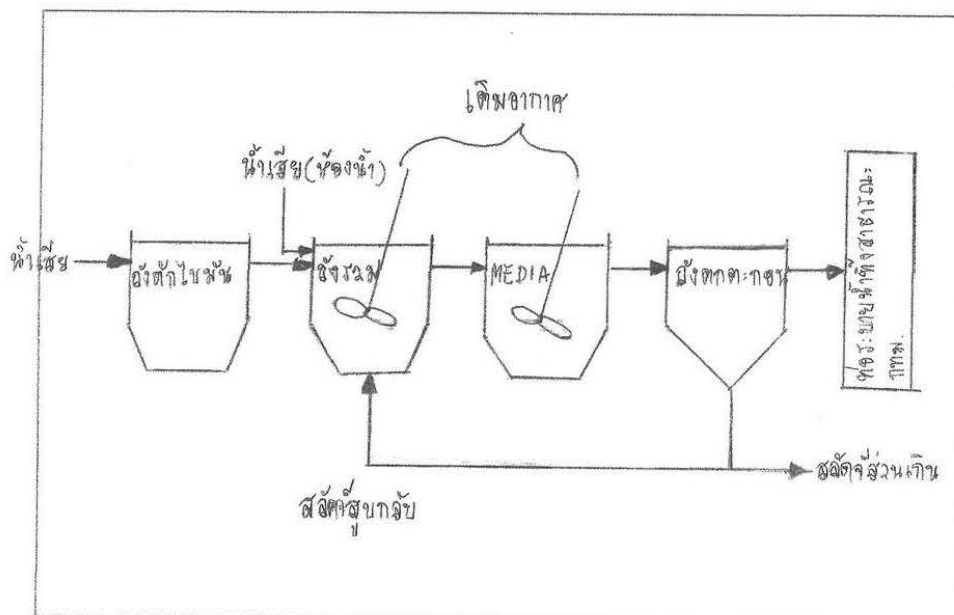 เติมอากาศ
น้ำเสีย(ห้องน้ำ)
น้ำเสีย
ถังดักไขมัน
ถังรวม
MEDIA
ถังตกตะกอน
ท่อระบายน้ำทิ้งสาธารณะ
กทม.
สลัดจ์ส่วนเกิน
สลัดจ์สูบกลับ